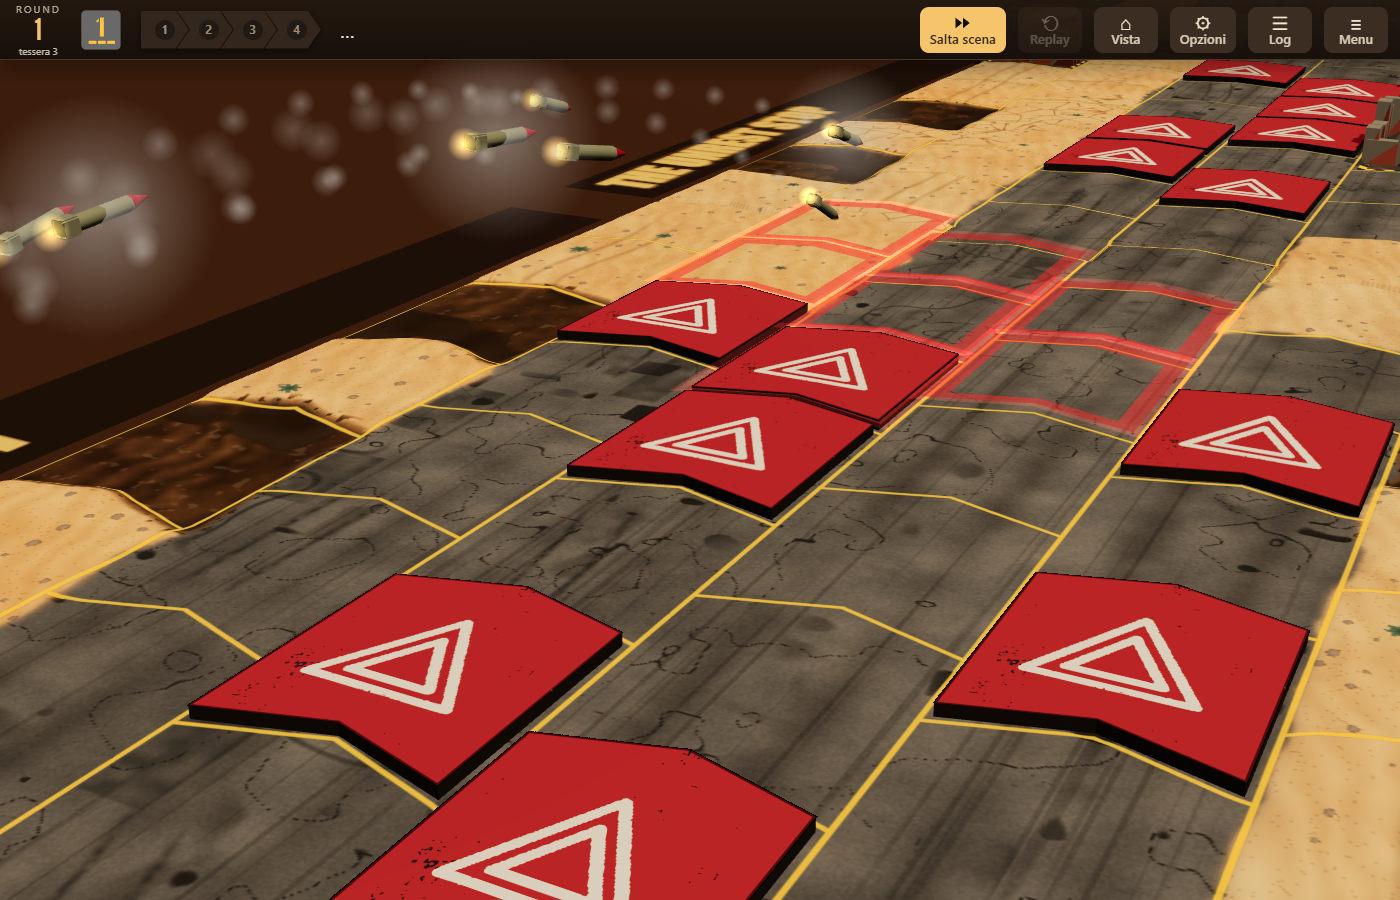 ROUND
1
tessera 3
1
1 2 3 4 ...
Salta scena
Replay
Vista
Opzioni
Log
Menu